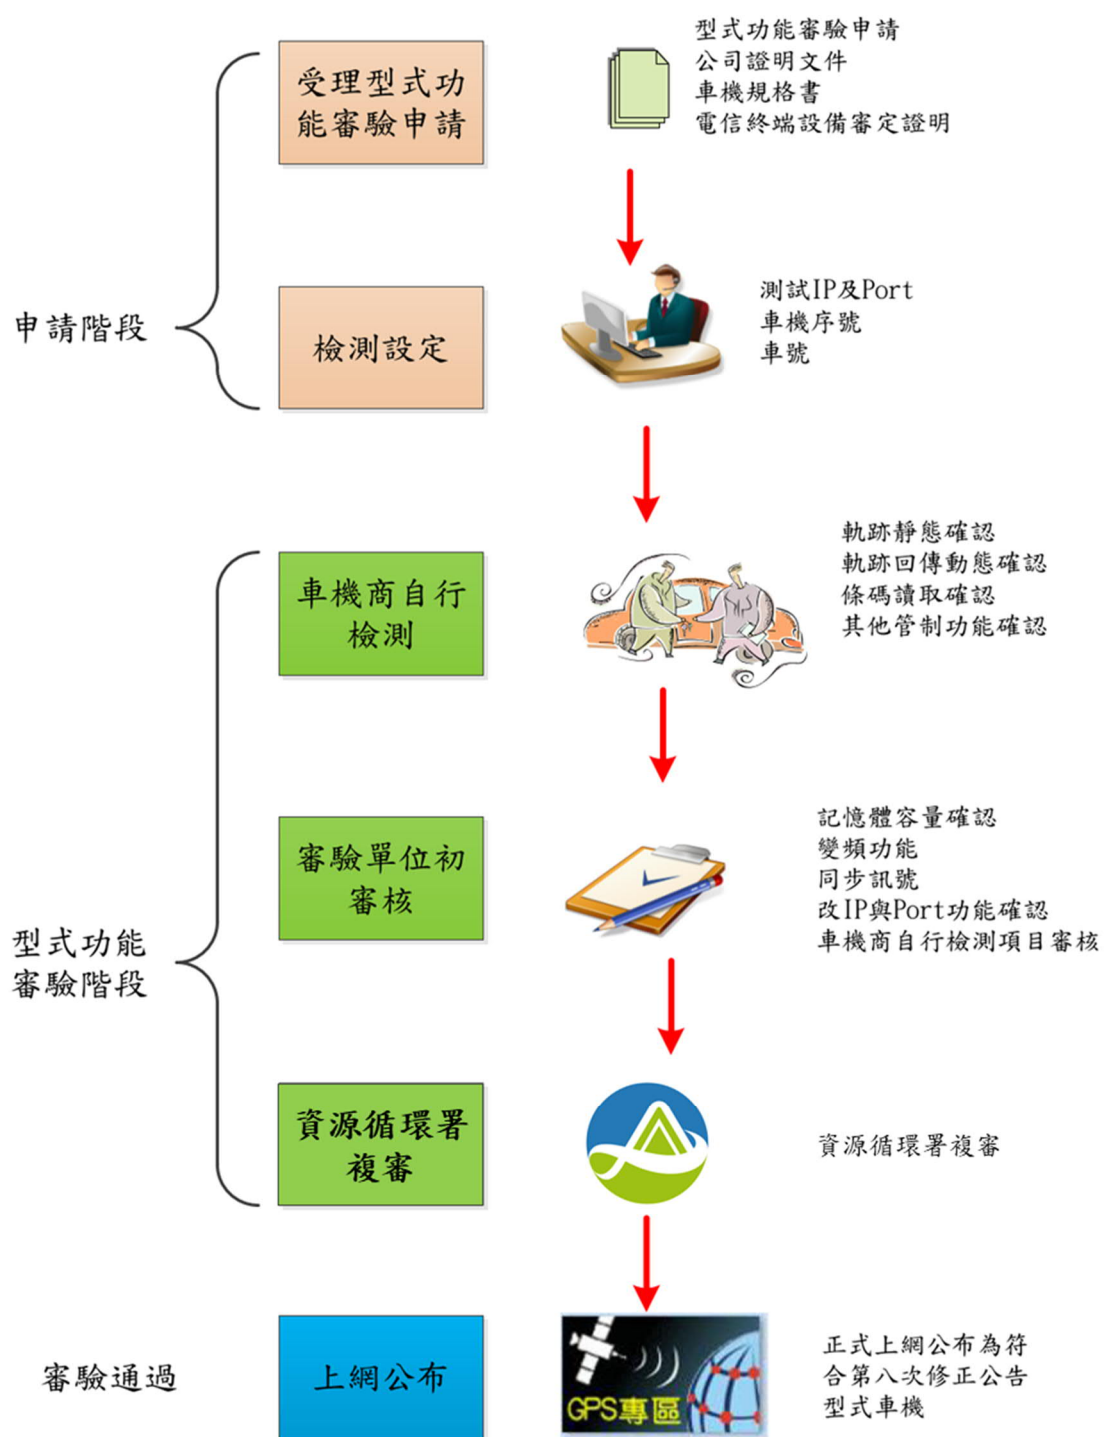 型式功能審驗申請
公司證明文件
車機規格書
電信終端設備審定證明
受理型式功
能審驗申請
申請階段
檢測設定
測試IP及Port
車機序號
車號
車機商自行
檢測
軌跡靜態確認
軌跡回傳動態確認
條碼讀取確認
其他管制功能確認
型式功能
審驗階段
審驗單位初
審核
記憶體容量確認
變頻功能
同步訊號
改IP與Port功能確認
車機商自行檢測項目審核
資源循環署
複審
資源循環署複審
審驗通過
上網公布
GPS專區
正式上網公布為符
合第八次修正公告
型式車機